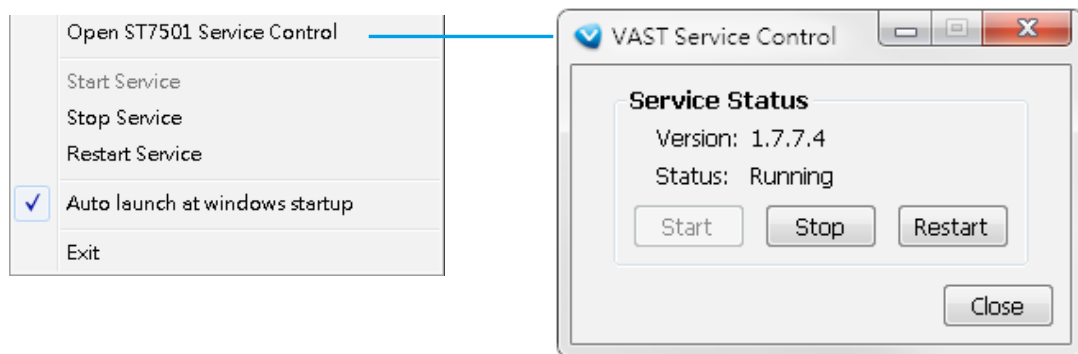 Open ST7501 Service Control
Start Service
Stop Service
Restart Service
Auto launch at windows startup
Exit
VAST Service Control
Service Status
Version: 1.7.7.4
Status: Running
Start Stop Restart
Close